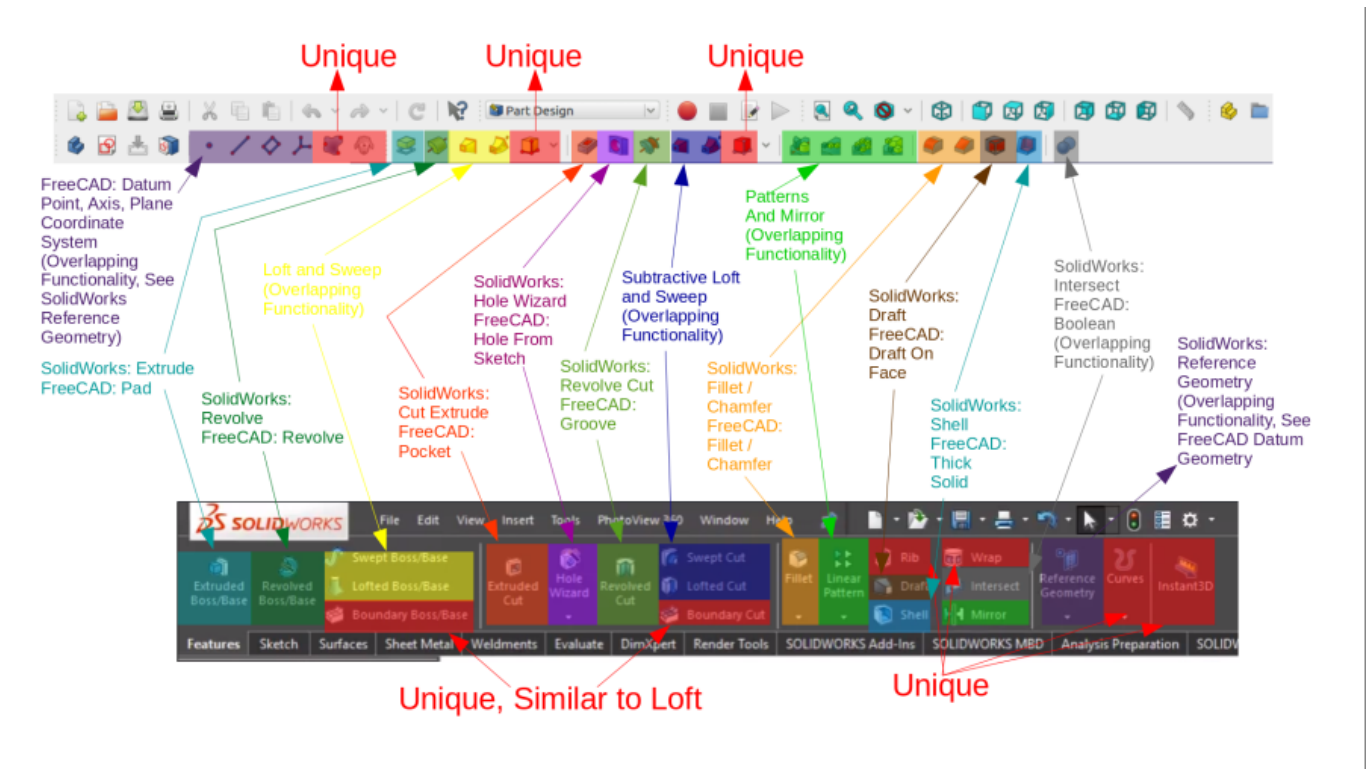 Unique
Unique
Unique
Part Design
FreeCAD: Datum
Point, Axis, Plane
Coordinate
System
(Overlapping
Functionality, See
SolidWorks
Reference
Geometry)
SolidWorks: Extrude
FreeCAD: Pad
SolidWorks:
Revolve
FreeCAD: Revolve
Loft and Sweep
(Overlapping
Functionality)
SolidWorks:
Cut Extrude
FreeCAD:
Pocket
SolidWorks:
Hole Wizard
FreeCAD:
Hole From
Sketch
SolidWorks:
Revolve Cut
FreeCAD:
Groove
Subtractive Loft
and Sweep
(Overlapping
Functionality)
SolidWorks:
Fillet /
Chamfer
FreeCAD:
Fillet /
Chamfer
Patterns
And Mirror
(Overlapping
Functionality)
SolidWorks:
Draft
FreeCAD:
Draft On
Face
SolidWorks:
Shell
FreeCAD:
Thick
Solid
SolidWorks:
Intersect
FreeCAD:
Boolean
(Overlapping
Functionality)
SolidWorks:
Reference
Geometry
(Overlapping
Functionality, See
FreeCAD Datum
Geometry
SOLIDWORKS File Edit View Insert Tools PhotoView 360 Window Help
Extruded
Boss/Base
Revolved
Boss/Base
Swept Boss/Base
Lofted Boss/Base
Boundary Boss/Base
Extruded
Cut
Hole
Wizard
Revolved
Cut
Swept Cut
Lofted Cut
Boundary Cut
Fillet
Linear
Pattern
Rib
Draft
Shell
Wrap
Intersect
Mirror
Reference
Geometry
Curves
Instant3D
Features Sketch Surfaces Sheet Metal Weldments Evaluate DimXpert Render Tools SOLIDWORKS Add-Ins SOLIDWORKS MBD Analysis Preparation SOLIDW
Unique, Similar to Loft
Unique